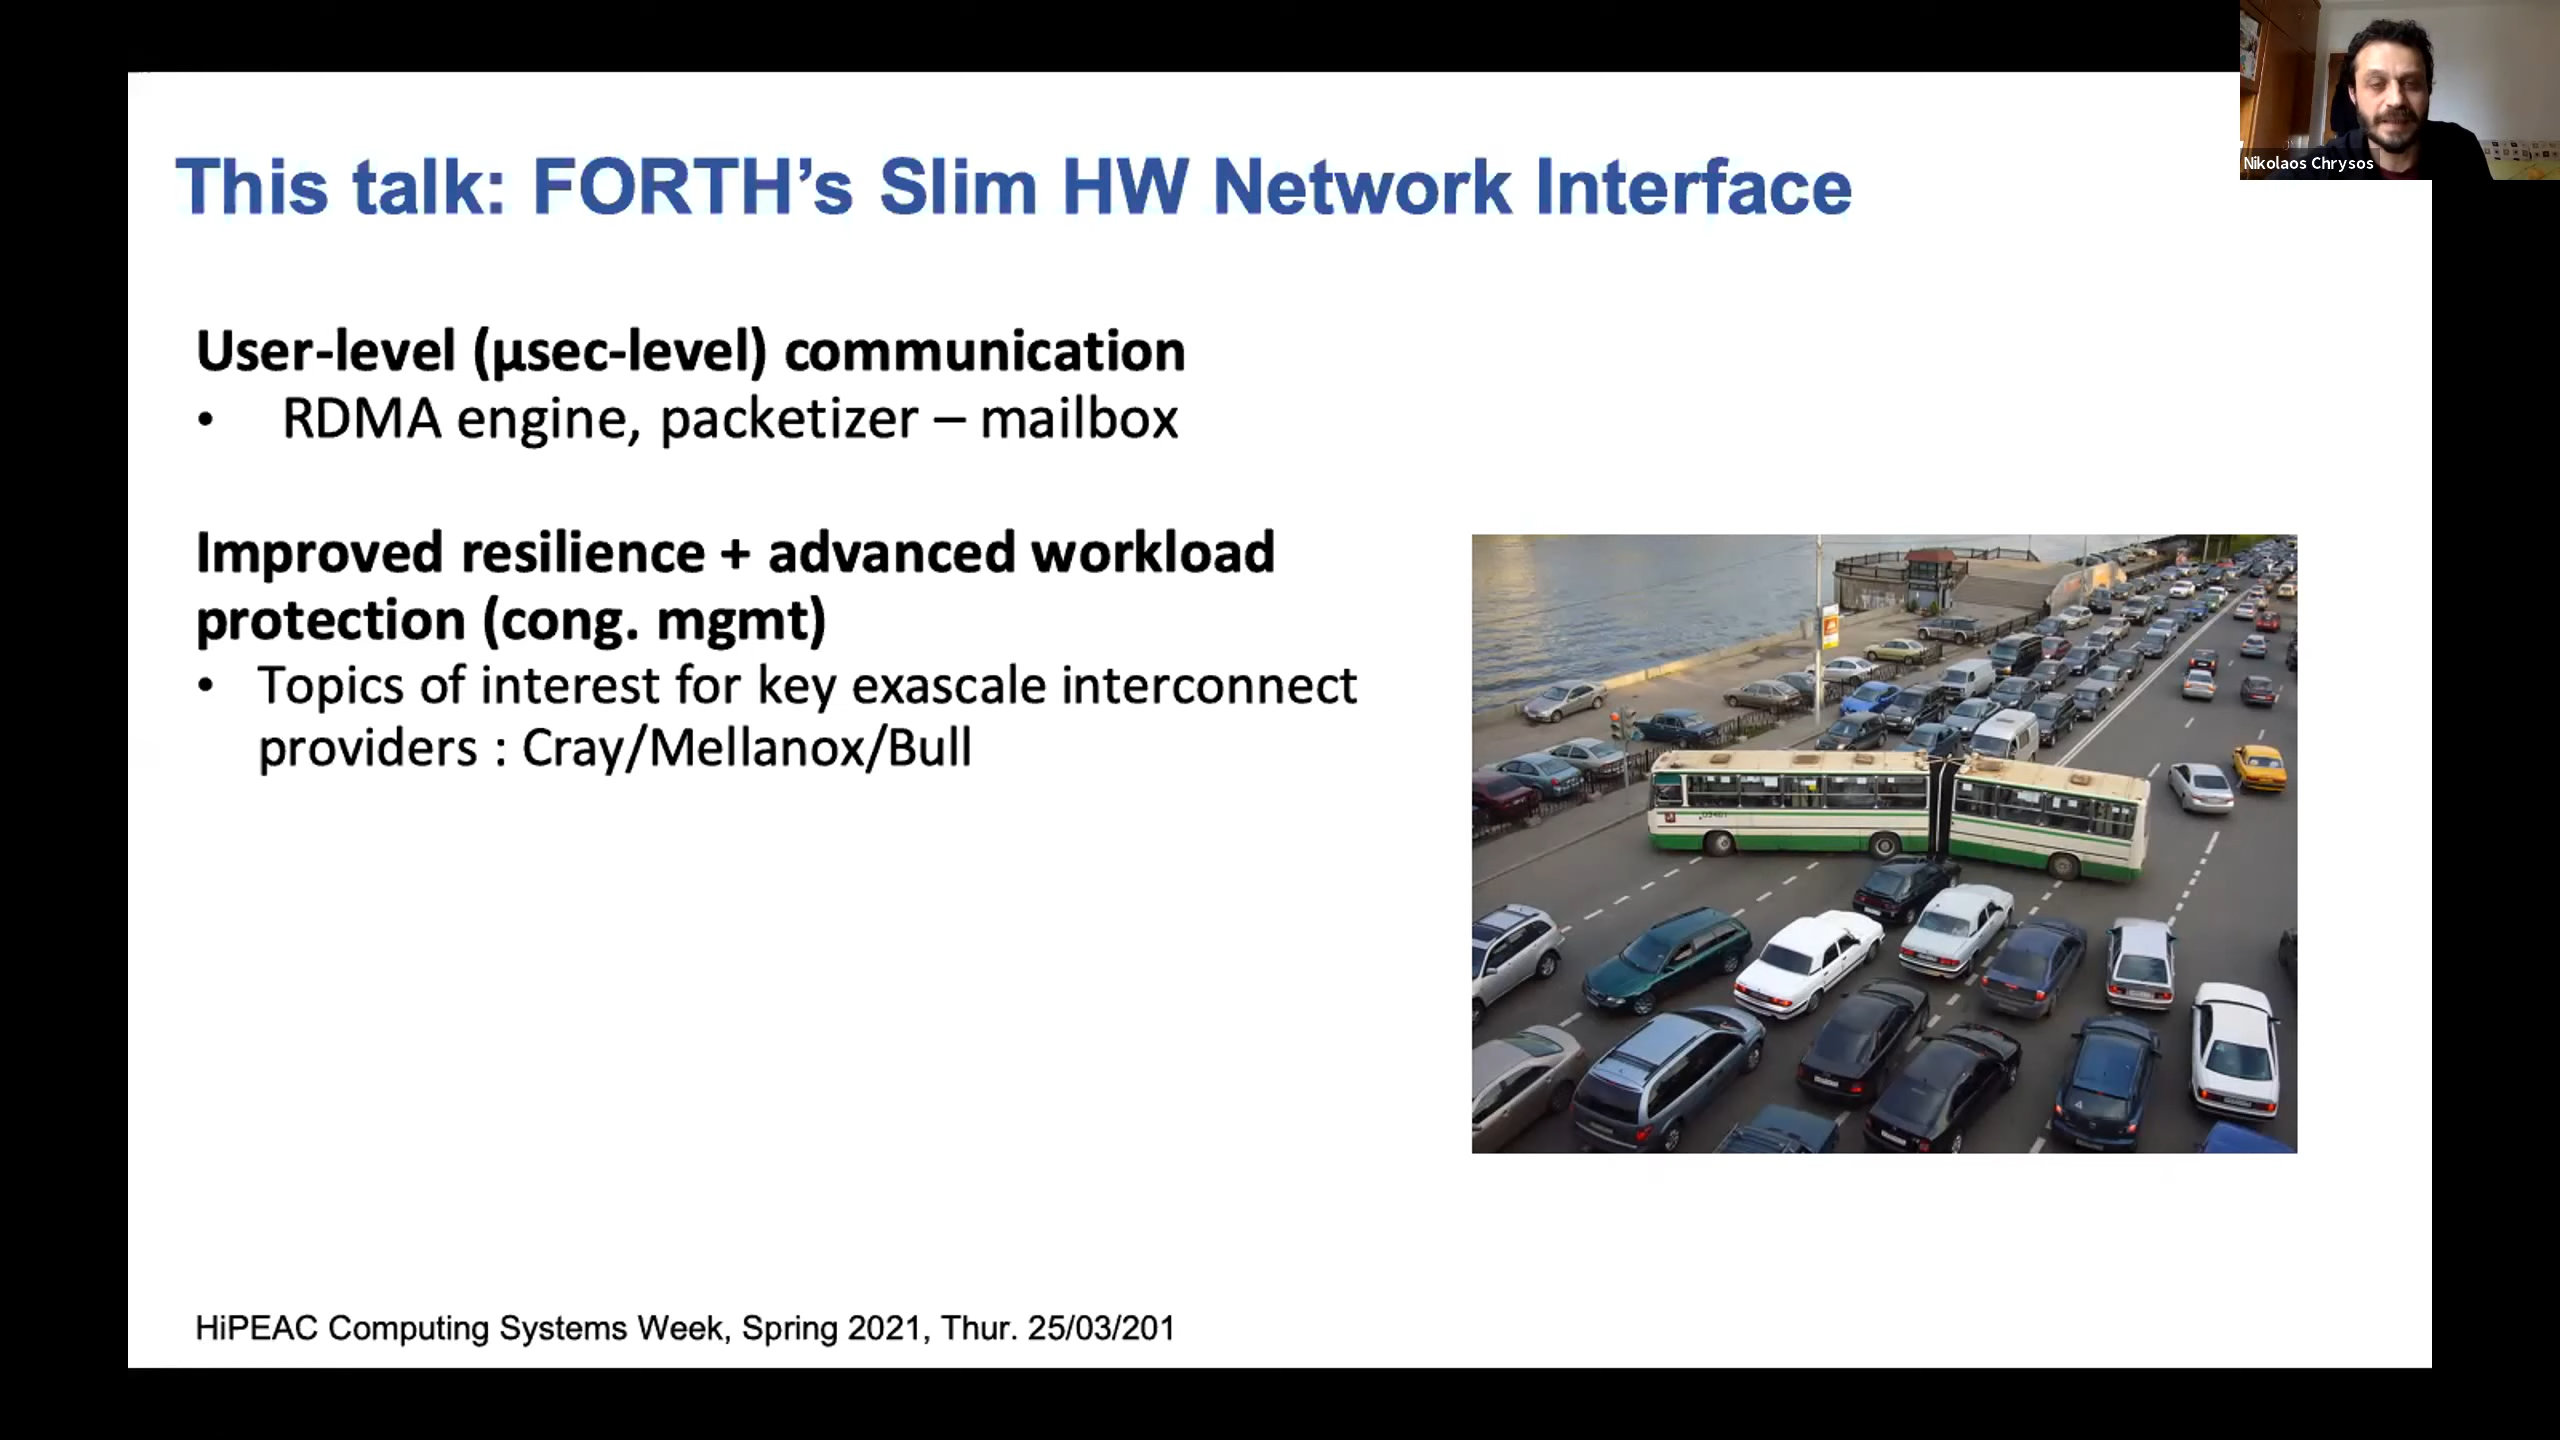 This talk: FORTH’s Slim HW Network Interface
Nikolaos Chrysos
User-level (μsec-level) communication
• RDMA engine, packetizer – mailbox
Improved resilience + advanced workload
protection (cong. mgmt)
• Topics of interest for key exascale interconnect
providers : Cray/Mellanox/Bull
HiPEAC Computing Systems Week, Spring 2021, Thur. 25/03/201